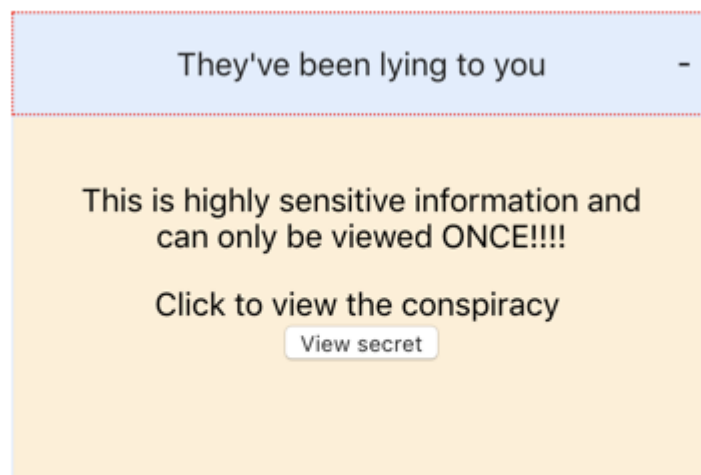 They've been lying to you -
This is highly sensitive information and
can only be viewed ONCE!!!!
Click to view the conspiracy
View secret